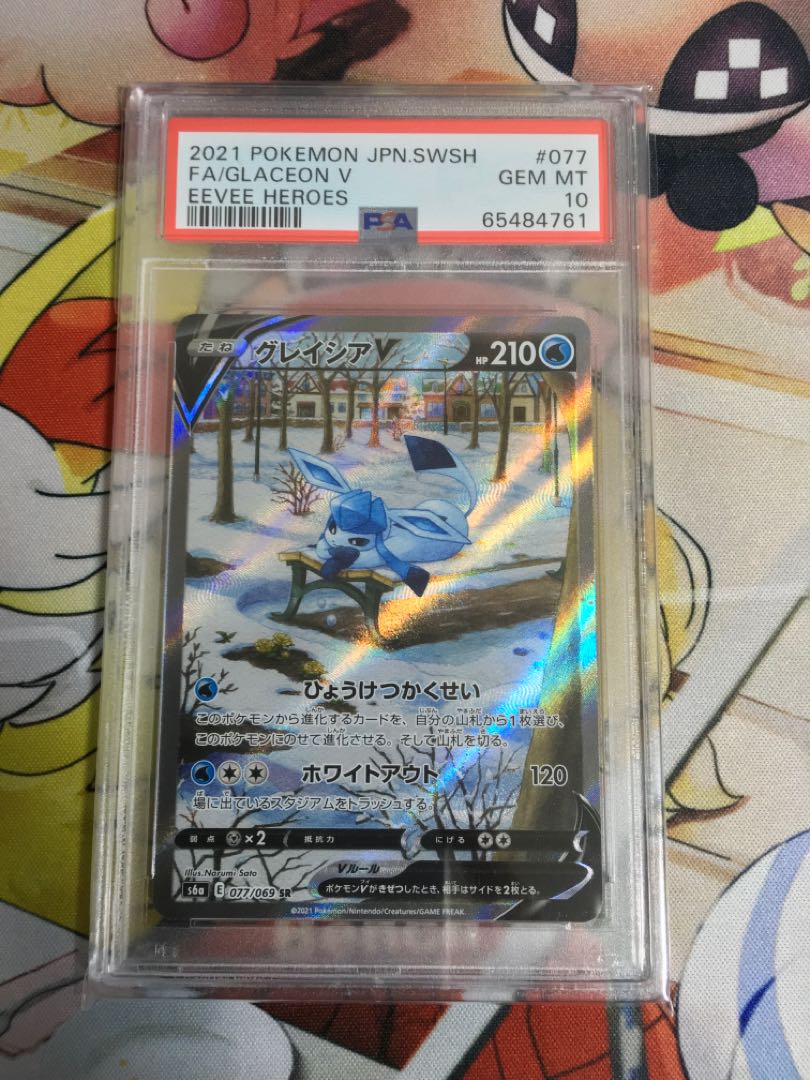 2021 POKEMON JPN.SWSH #077
FA/GLACEON V GEM MT
EEVEE HEROES 10
PSA 65484761
たね グレイシアV HP 210
ひょうけつかくせい
このポケモンから進化するカードを、自分の山札から1枚選び、
このポケモンにのせて進化させる。そして山札を切る。
ホワイトアウト 120
場に出ているスタジアムをトラッシュする。
弱点 ×2 抵抗力 にげる
Illus.Narumi Sato
Vルール
s6a E 077/069 SR ポケモンVがきぜつしたとき、相手はサイドを2枚とる。
©2021 Pokémon/Nintendo/Creatures/GAME FREAK.